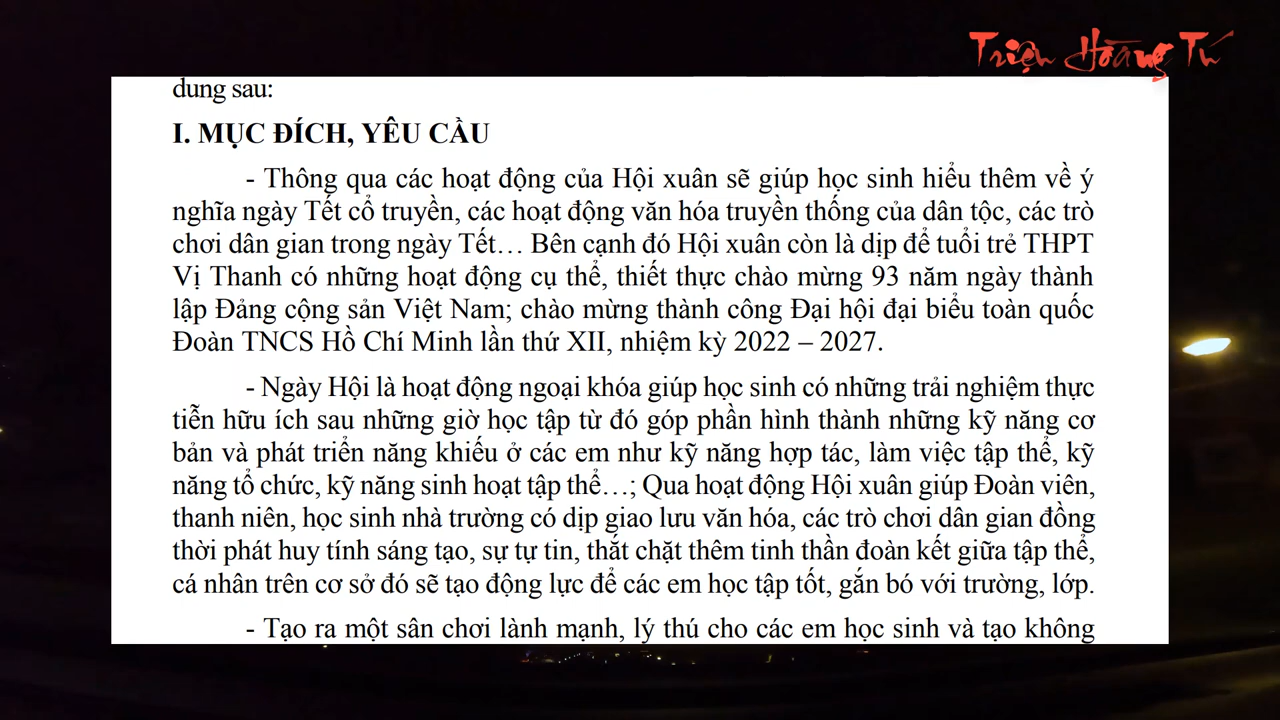 Triệu Hoàng Tú
dung sau:
I. MỤC ĐÍCH, YÊU CẦU
- Thông qua các hoạt động của Hội xuân sẽ giúp học sinh hiểu thêm về ý
nghĩa ngày Tết cổ truyền, các hoạt động văn hóa truyền thống của dân tộc, các trò
chơi dân gian trong ngày Tết… Bên cạnh đó Hội xuân còn là dịp để tuổi trẻ THPT
Vị Thanh có những hoạt động cụ thể, thiết thực chào mừng 93 năm ngày thành
lập Đảng cộng sản Việt Nam; chào mừng thành công Đại hội đại biểu toàn quốc
Đoàn TNCS Hồ Chí Minh lần thứ XII, nhiệm kỳ 2022 – 2027.
- Ngày Hội là hoạt động ngoại khóa giúp học sinh có những trải nghiệm thực
tiễn hữu ích sau những giờ học tập từ đó góp phần hình thành những kỹ năng cơ
bản và phát triển năng khiếu ở các em như kỹ năng hợp tác, làm việc tập thể, kỹ
năng tổ chức, kỹ năng sinh hoạt tập thể…; Qua hoạt động Hội xuân giúp Đoàn viên,
thanh niên, học sinh nhà trường có dịp giao lưu văn hóa, các trò chơi dân gian đồng
thời phát huy tính sáng tạo, sự tự tin, thắt chặt thêm tinh thần đoàn kết giữa tập thể,
cá nhân trên cơ sở đó sẽ tạo động lực để các em học tập tốt, gắn bó với trường, lớp.
- Tạo ra một sân chơi lành mạnh, lý thú cho các em học sinh và tạo không